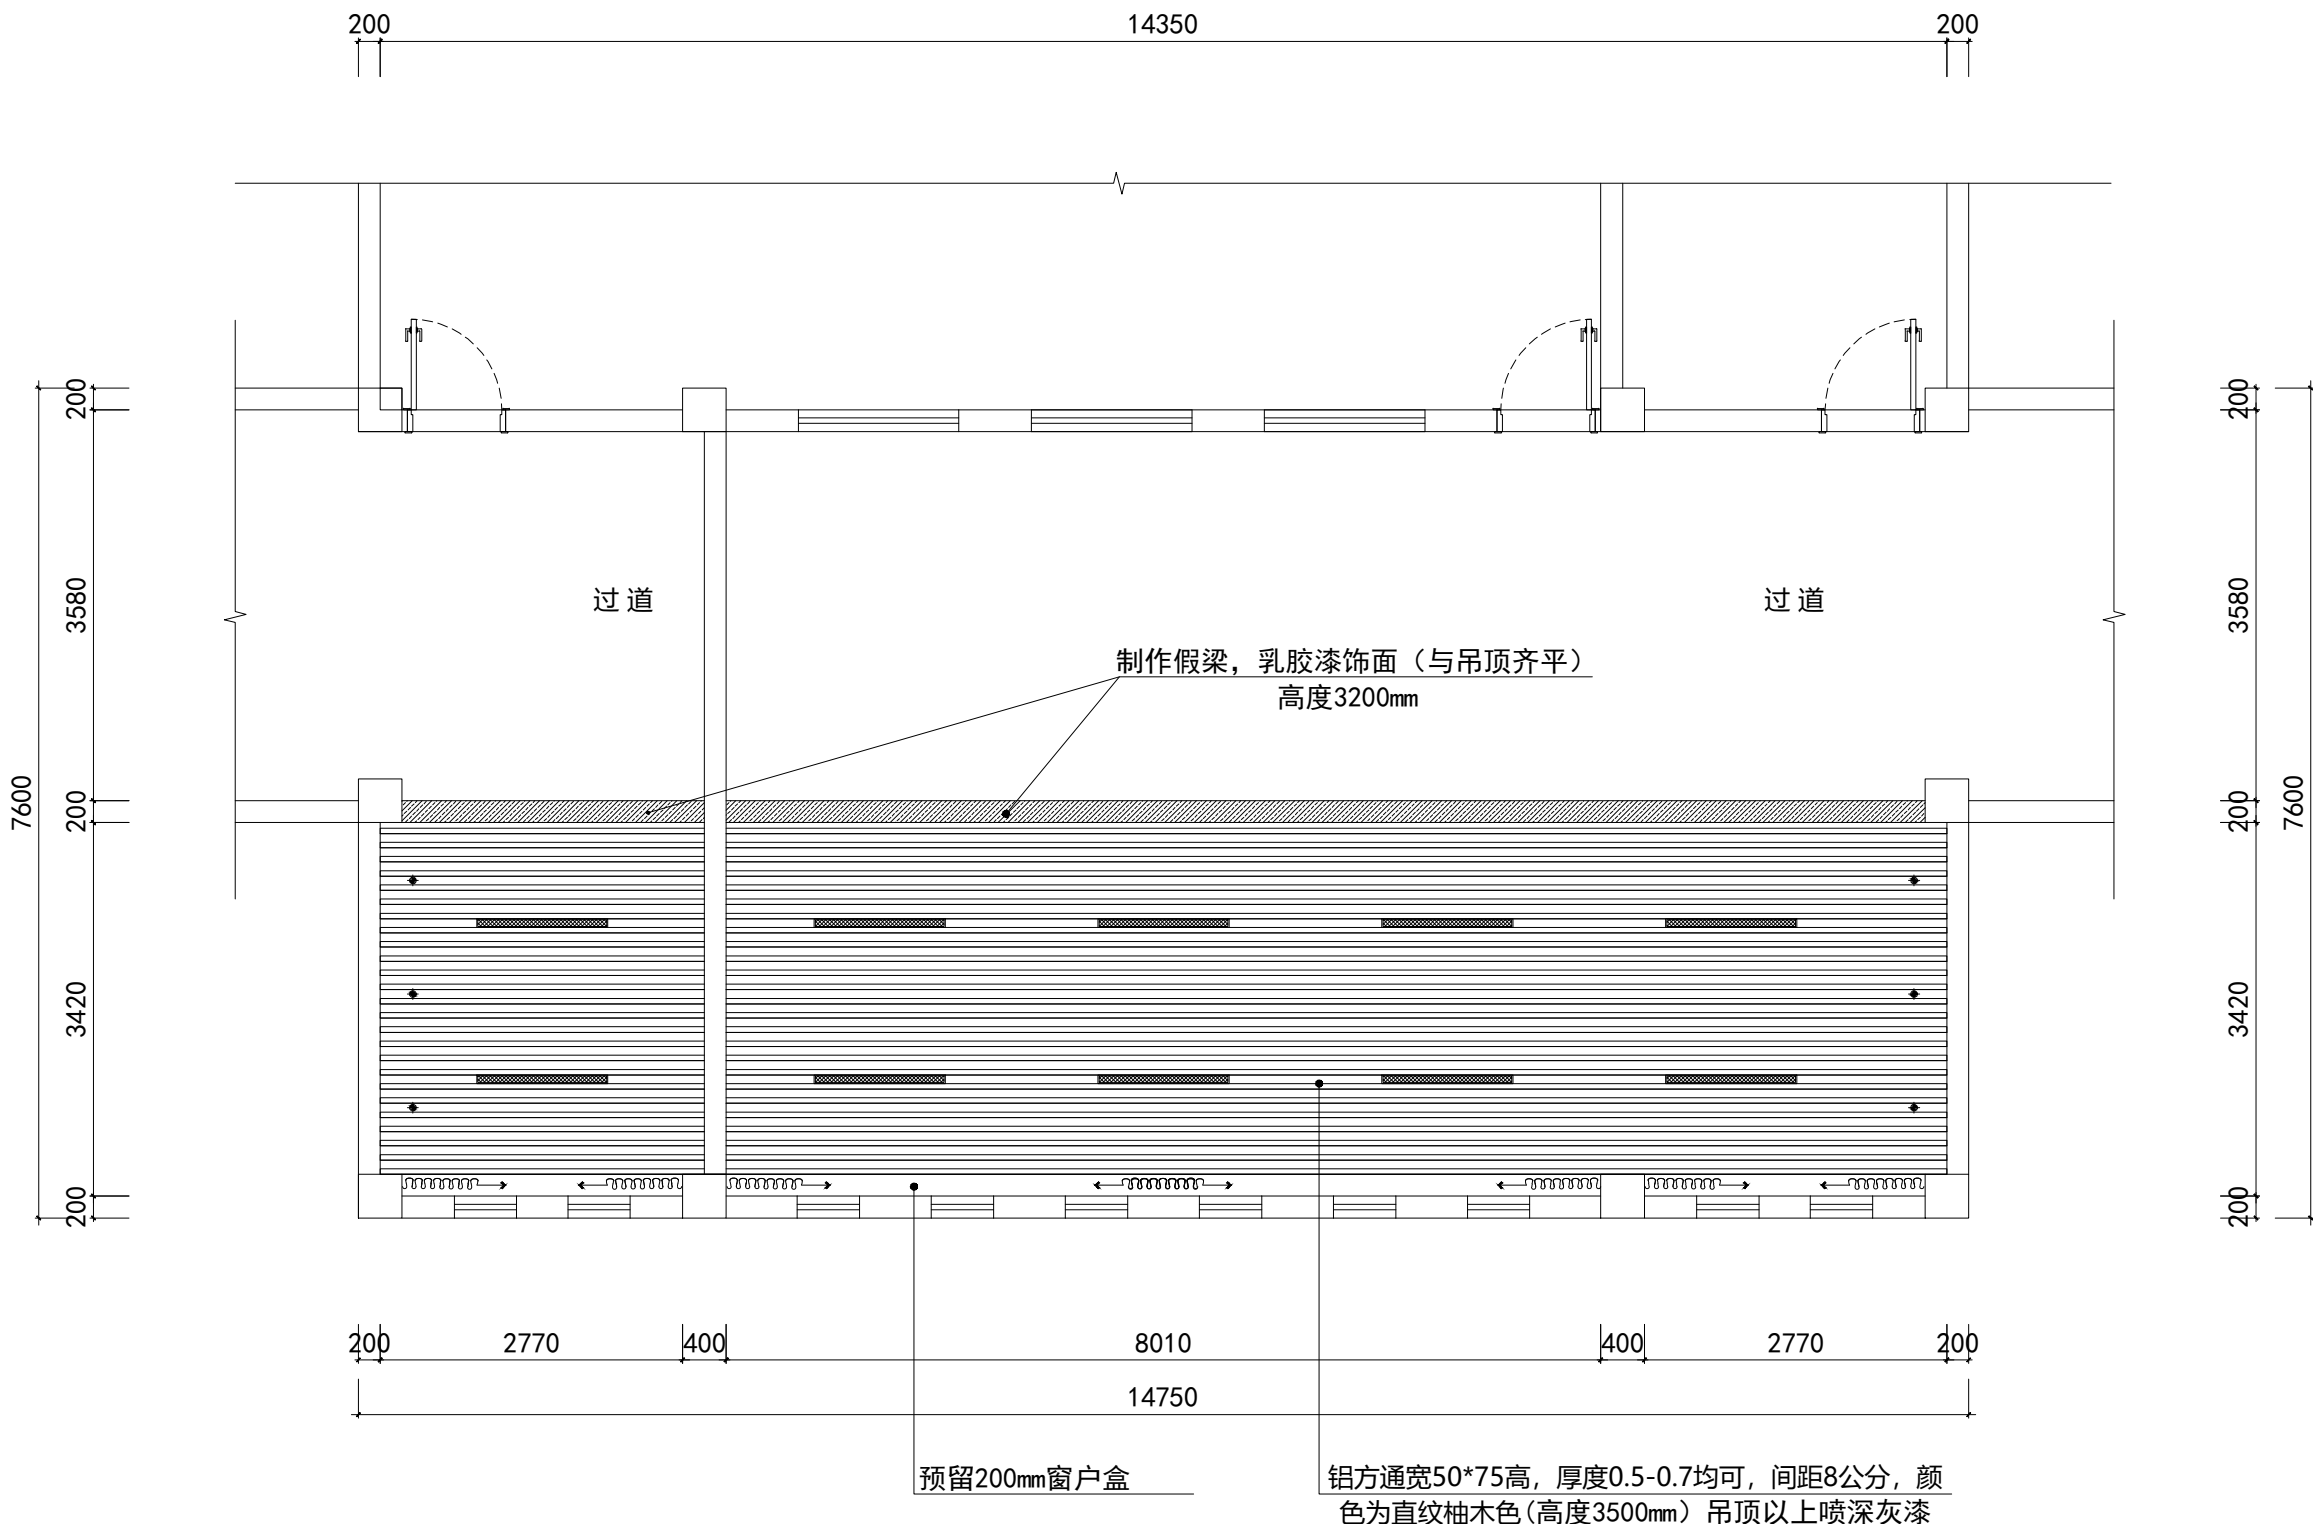 200 14350 200
过道 过道
制作假梁，乳胶漆饰面（与吊顶齐平）
高度3200mm
200
3580
200
3420
200
7600
200
3580
200
3420
200
7600
200 2770 400 8010 400 2770 200
14750
预留200mm窗户盒
铝方通宽50*75高，厚度0.5-0.7均可，间距8公分，颜
色为直纹柚木色(高度3500mm）吊顶以上喷深灰漆